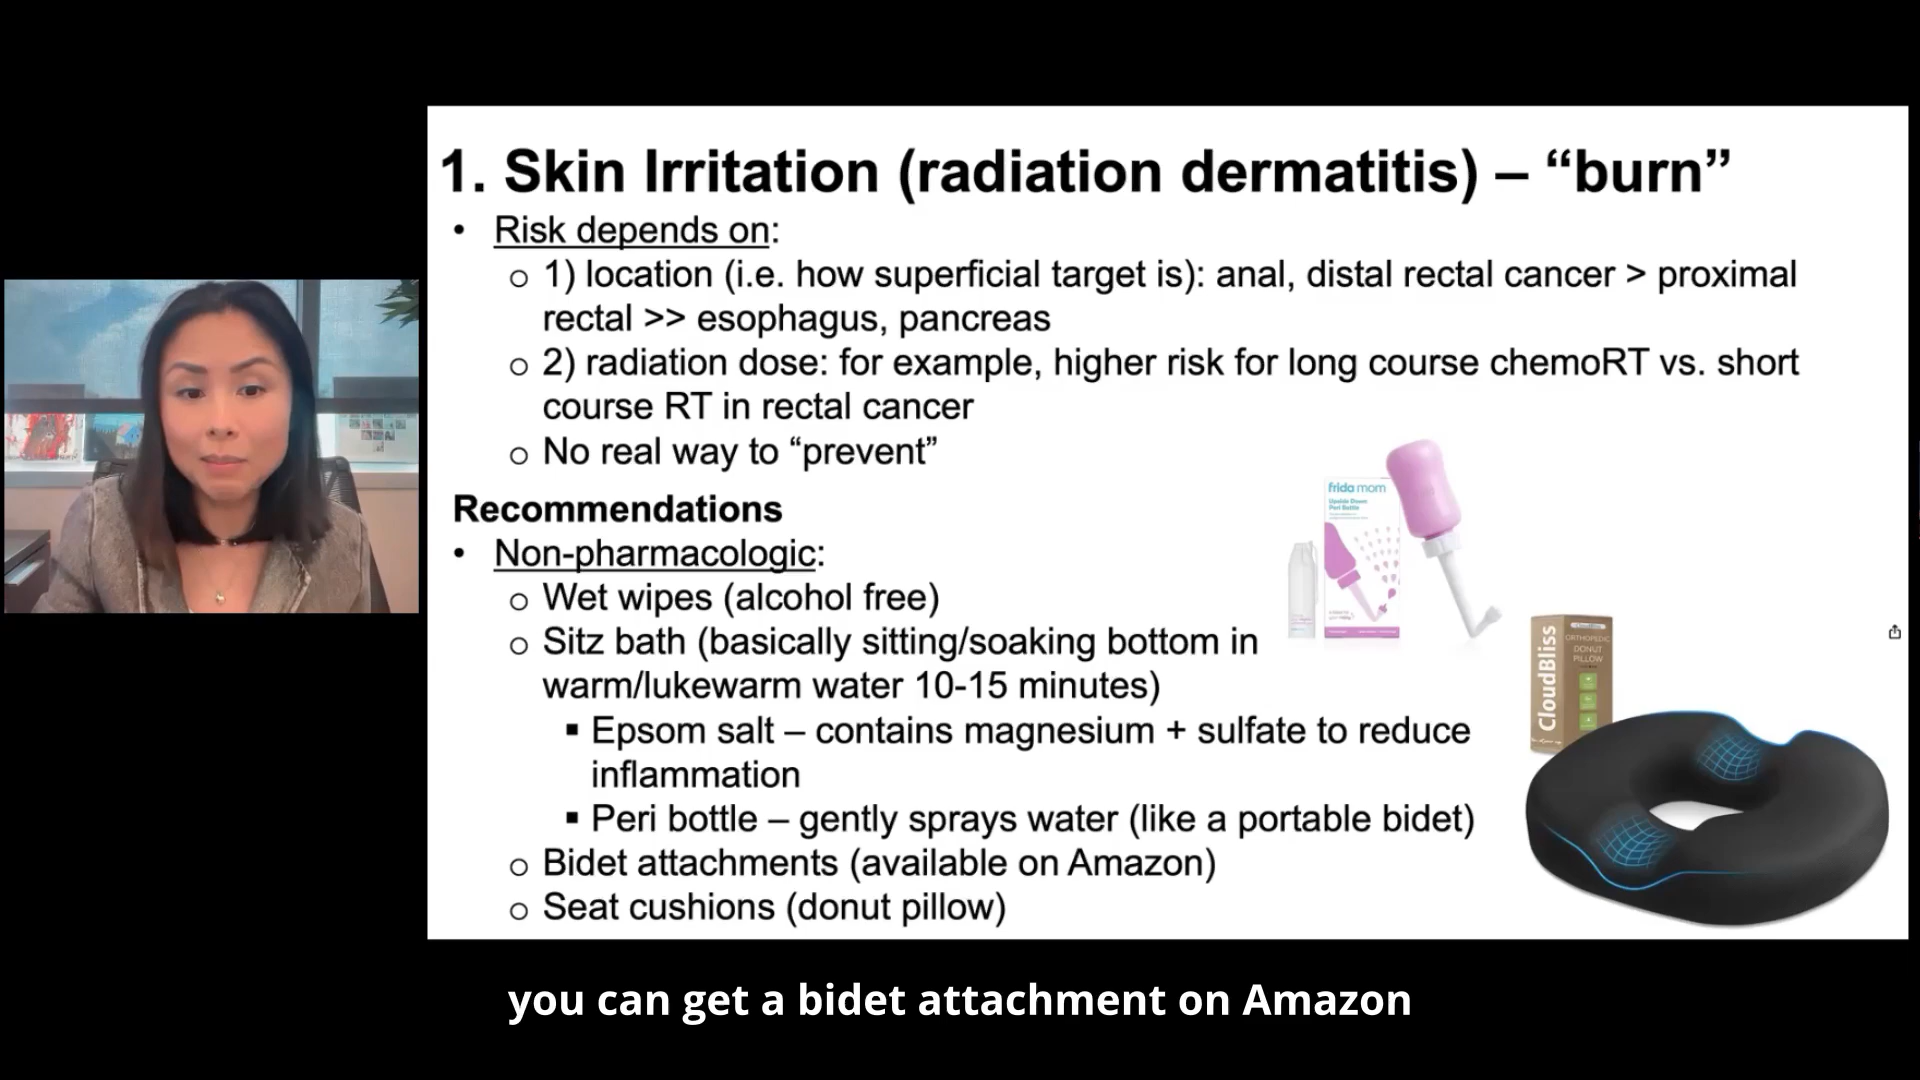 1. Skin Irritation (radiation dermatitis) – “burn”
• Risk depends on:
o 1) location (i.e. how superficial target is): anal, distal rectal cancer > proximal
rectal >> esophagus, pancreas
o 2) radiation dose: for example, higher risk for long course chemoRT vs. short
course RT in rectal cancer
o No real way to “prevent”
Recommendations
• Non-pharmacologic:
o Wet wipes (alcohol free)
o Sitz bath (basically sitting/soaking bottom in
warm/lukewarm water 10-15 minutes)
▪ Epsom salt – contains magnesium + sulfate to reduce
inflammation
▪ Peri bottle – gently sprays water (like a portable bidet)
o Bidet attachments (available on Amazon)
o Seat cushions (donut pillow)
frida mom
Upside Down
Peri Bottle
CloudBliss
ORTHOPEDIC
DONUT
PILLOW
you can get a bidet attachment on Amazon